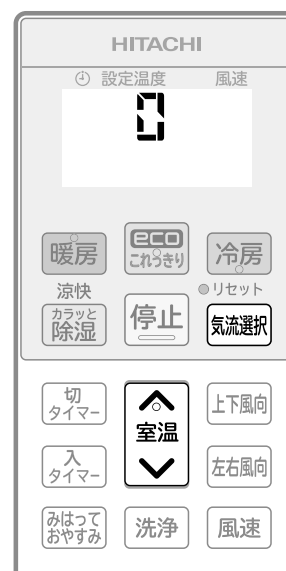 HITACHI
設定温度 風速
0
暖房
eco
これっきり
冷房
涼快
カラッと
除湿
停止
リセット
気流選択
切
タイマー
室温
上下風向
入
タイマー
左右風向
みはって
おやすみ
洗浄
風速